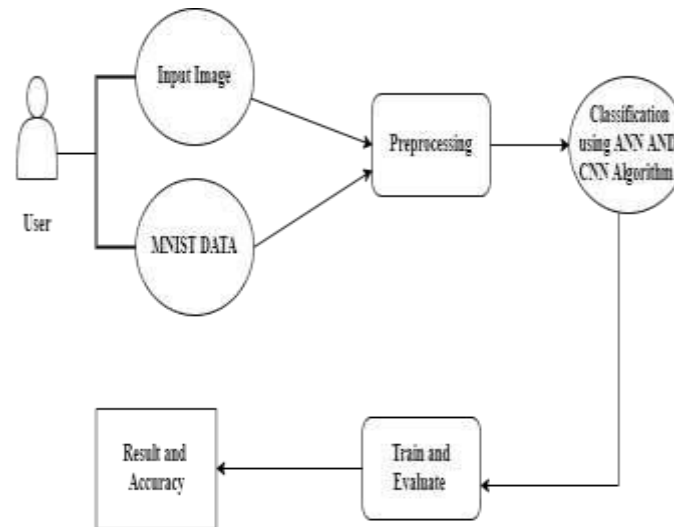 Input Image
User
MNIST DATA
Preprocessing
Classification
using ANN AND
CNN Algorithm
Train and
Evaluate
Result and
Accuracy